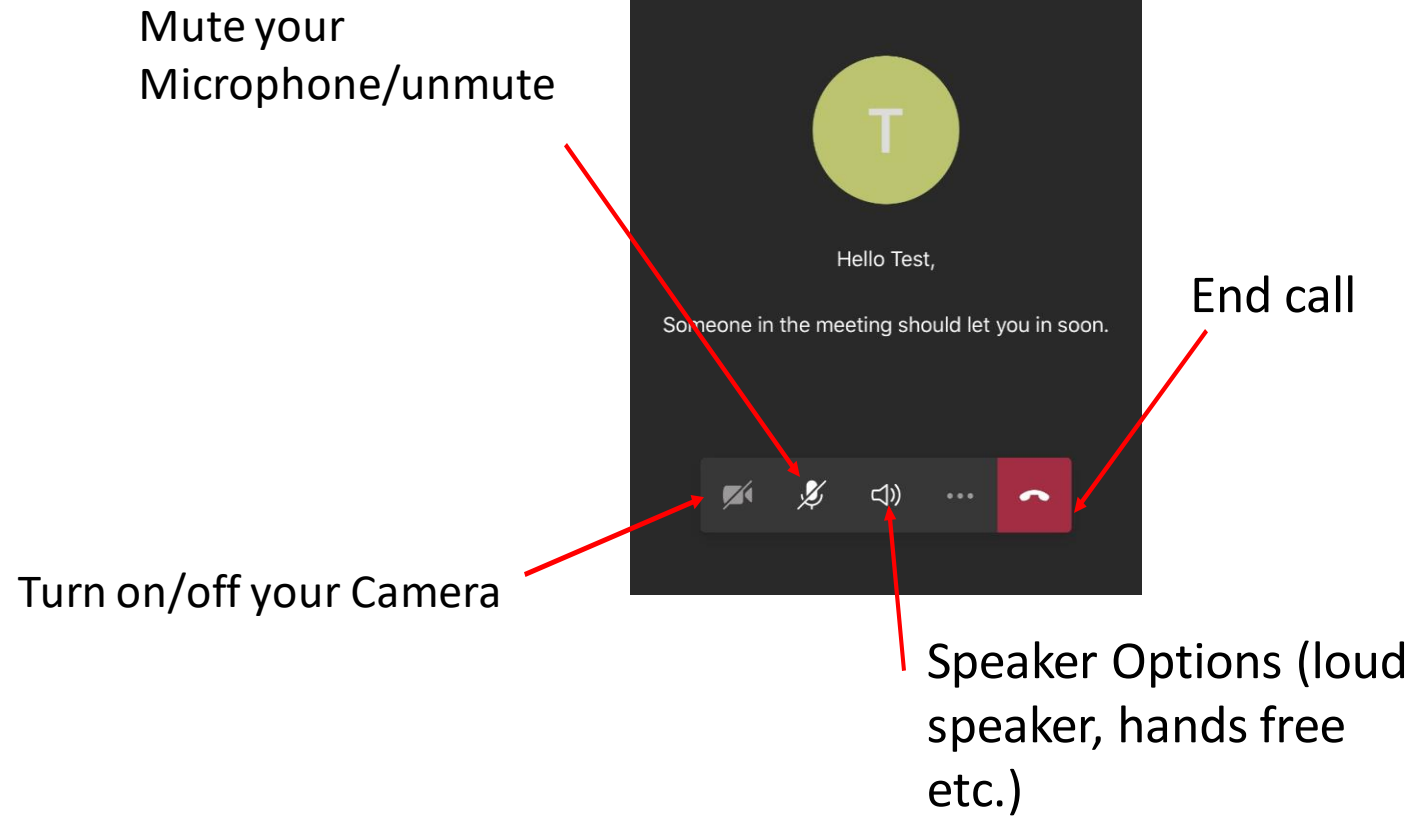 Mute your
Microphone/unmute
T
Hello Test,
Someone in the meeting should let you in soon.
End call
Turn on/off your Camera
Speaker Options (loud
speaker, hands free
etc.)